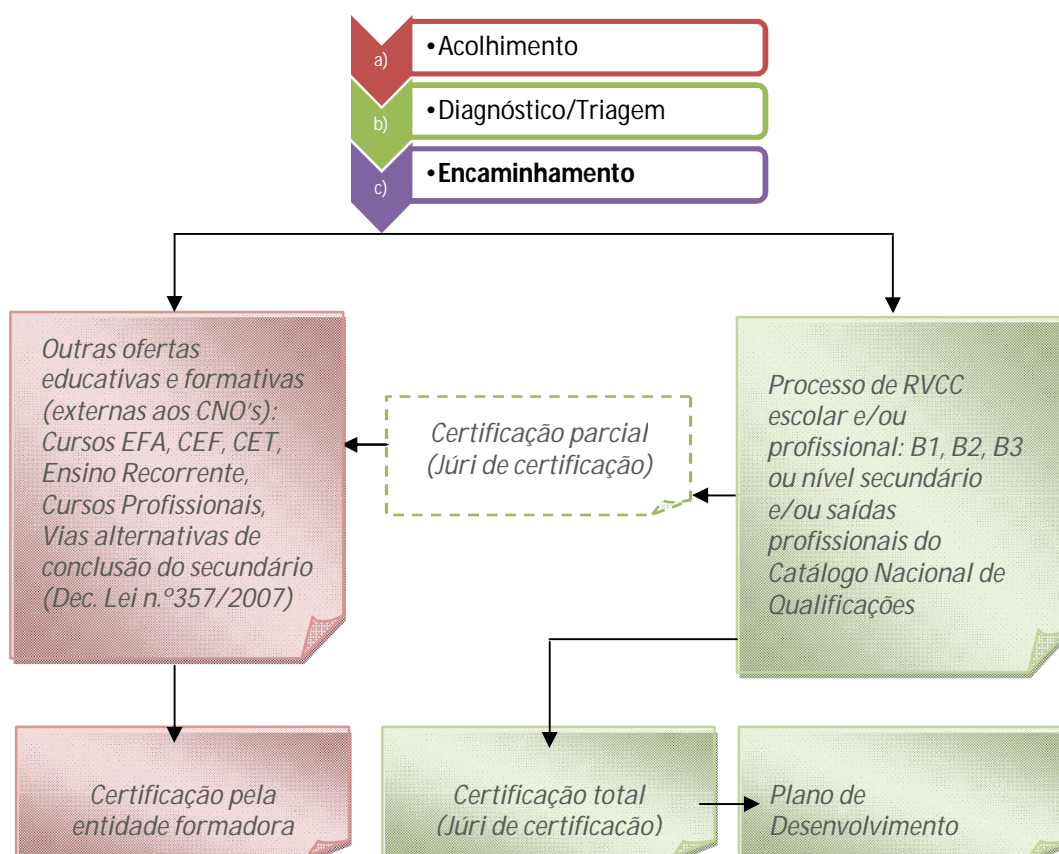 a)
•Acolhimento
b)
•Diagnóstico/Triagem
c)
•Encaminhamento
Outras ofertas
educativas e formativas
(externas aos CNO's):
Cursos EFA, CEF, CET,
Ensino Recorrente,
Cursos Profissionais,
Vias alternativas de
conclusão do secundário
(Dec. Lei n.º357/2007)
Certificação parcial
(Júri de certificação)
Processo de RVCC
escolar e/ou
profissional: B1, B2, B3
ou nível secundário
e/ou saídas
profissionais do
Catálogo Nacional de
Qualificações
Certificação pela
entidade formadora
Certificação total
(Júri de certificacão)
Plano de
Desenvolvimento